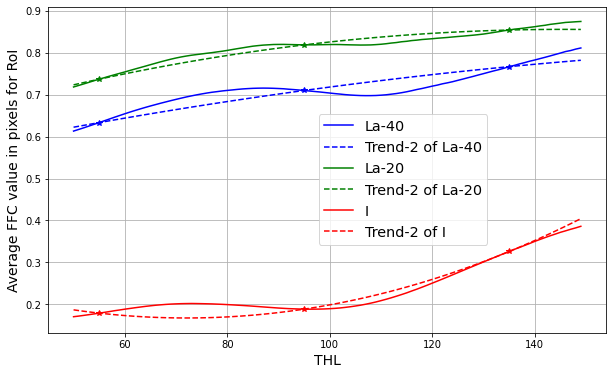 Average FFC value in pixels for RoI
0.9
0.8
0.7
0.6
0.5
0.4
0.3
0.2
La-40
Trend-2 of La-40
La-20
Trend-2 of La-20
I
Trend-2 of I
60 80 100 120 140
THL